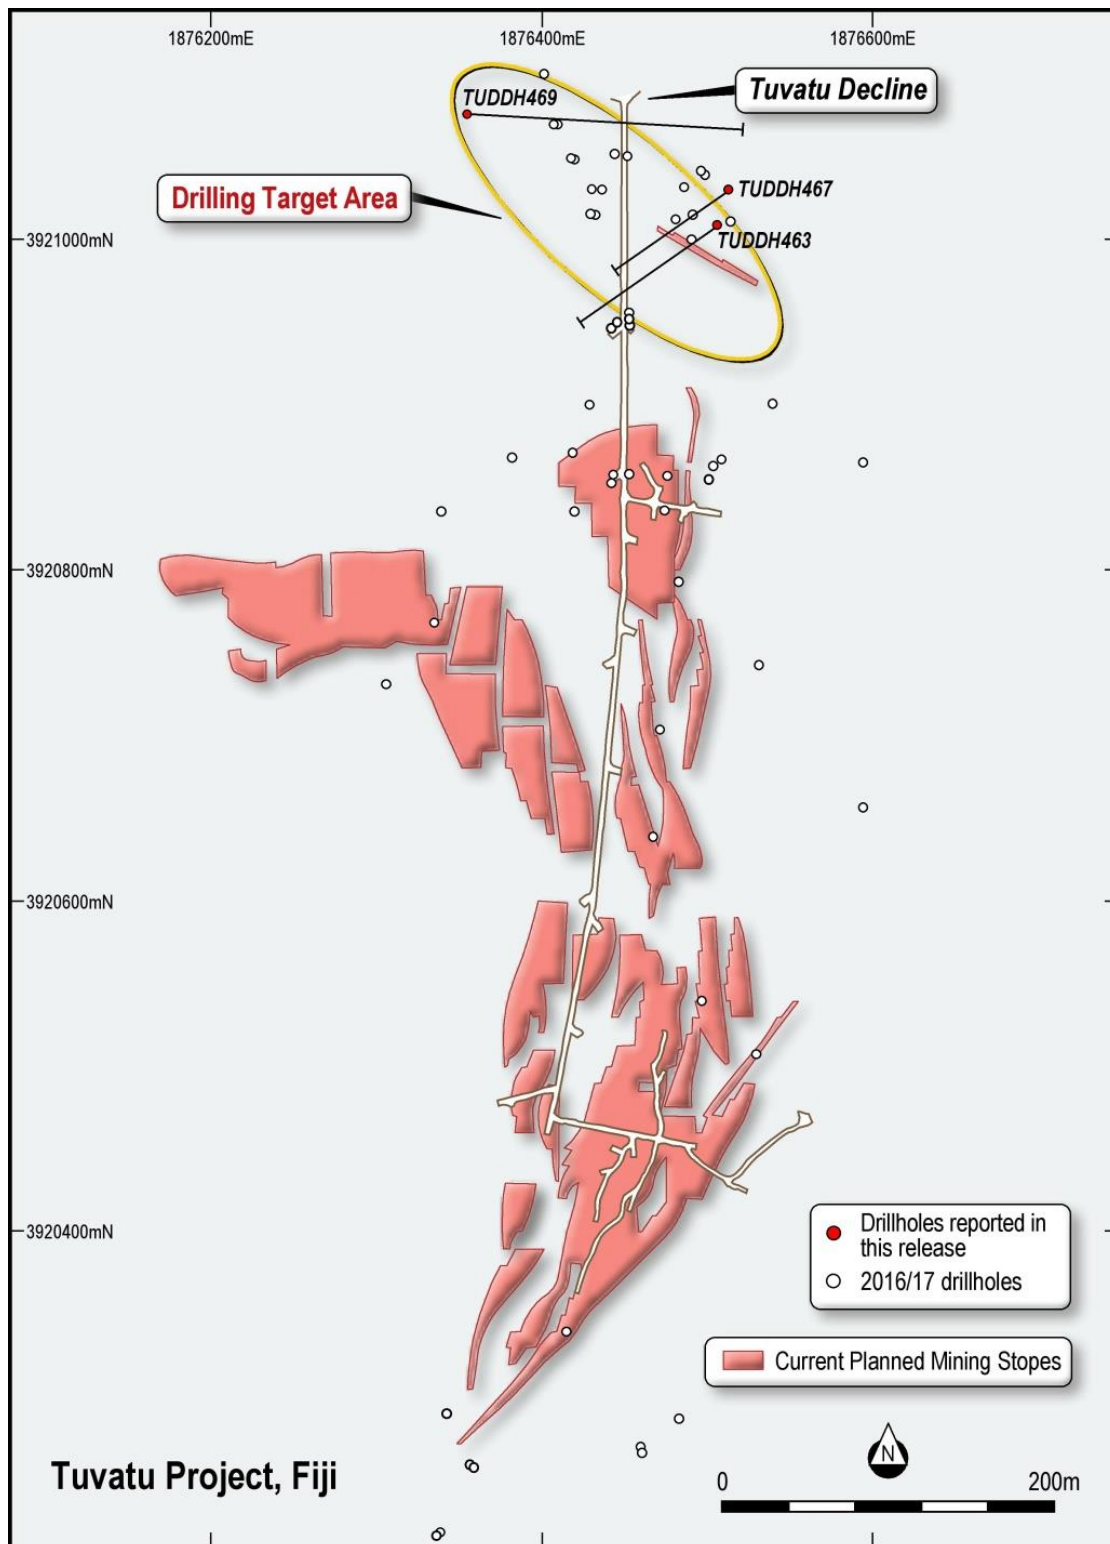 1876200mE
1876400mE
1876600mE
TUDDH469
Tuvatu Decline
Drilling Target Area
TUDDH467
3921000mN
TUDDH463
3920800mN
3920600mN
3920400mN
Drillholes reported in
this release
2016/17 drillholes
Current Planned Mining Stopes
Tuvatu Project, Fiji
N
0
200m